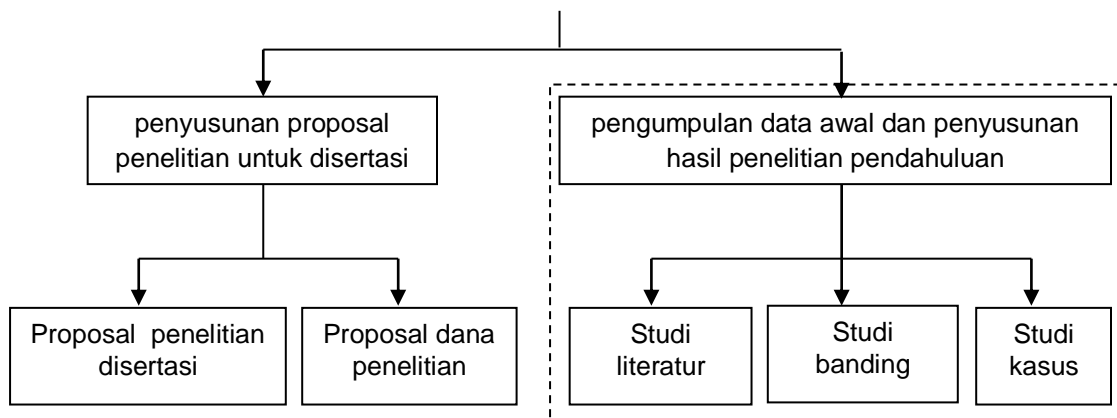 penyusunan proposal
penelitian untuk disertasi
pengumpulan data awal dan penyusunan
hasil penelitian pendahuluan
Proposal  penelitian
disertasi
Proposal dana
penelitian
Studi
literatur
Studi
banding
Studi
kasus